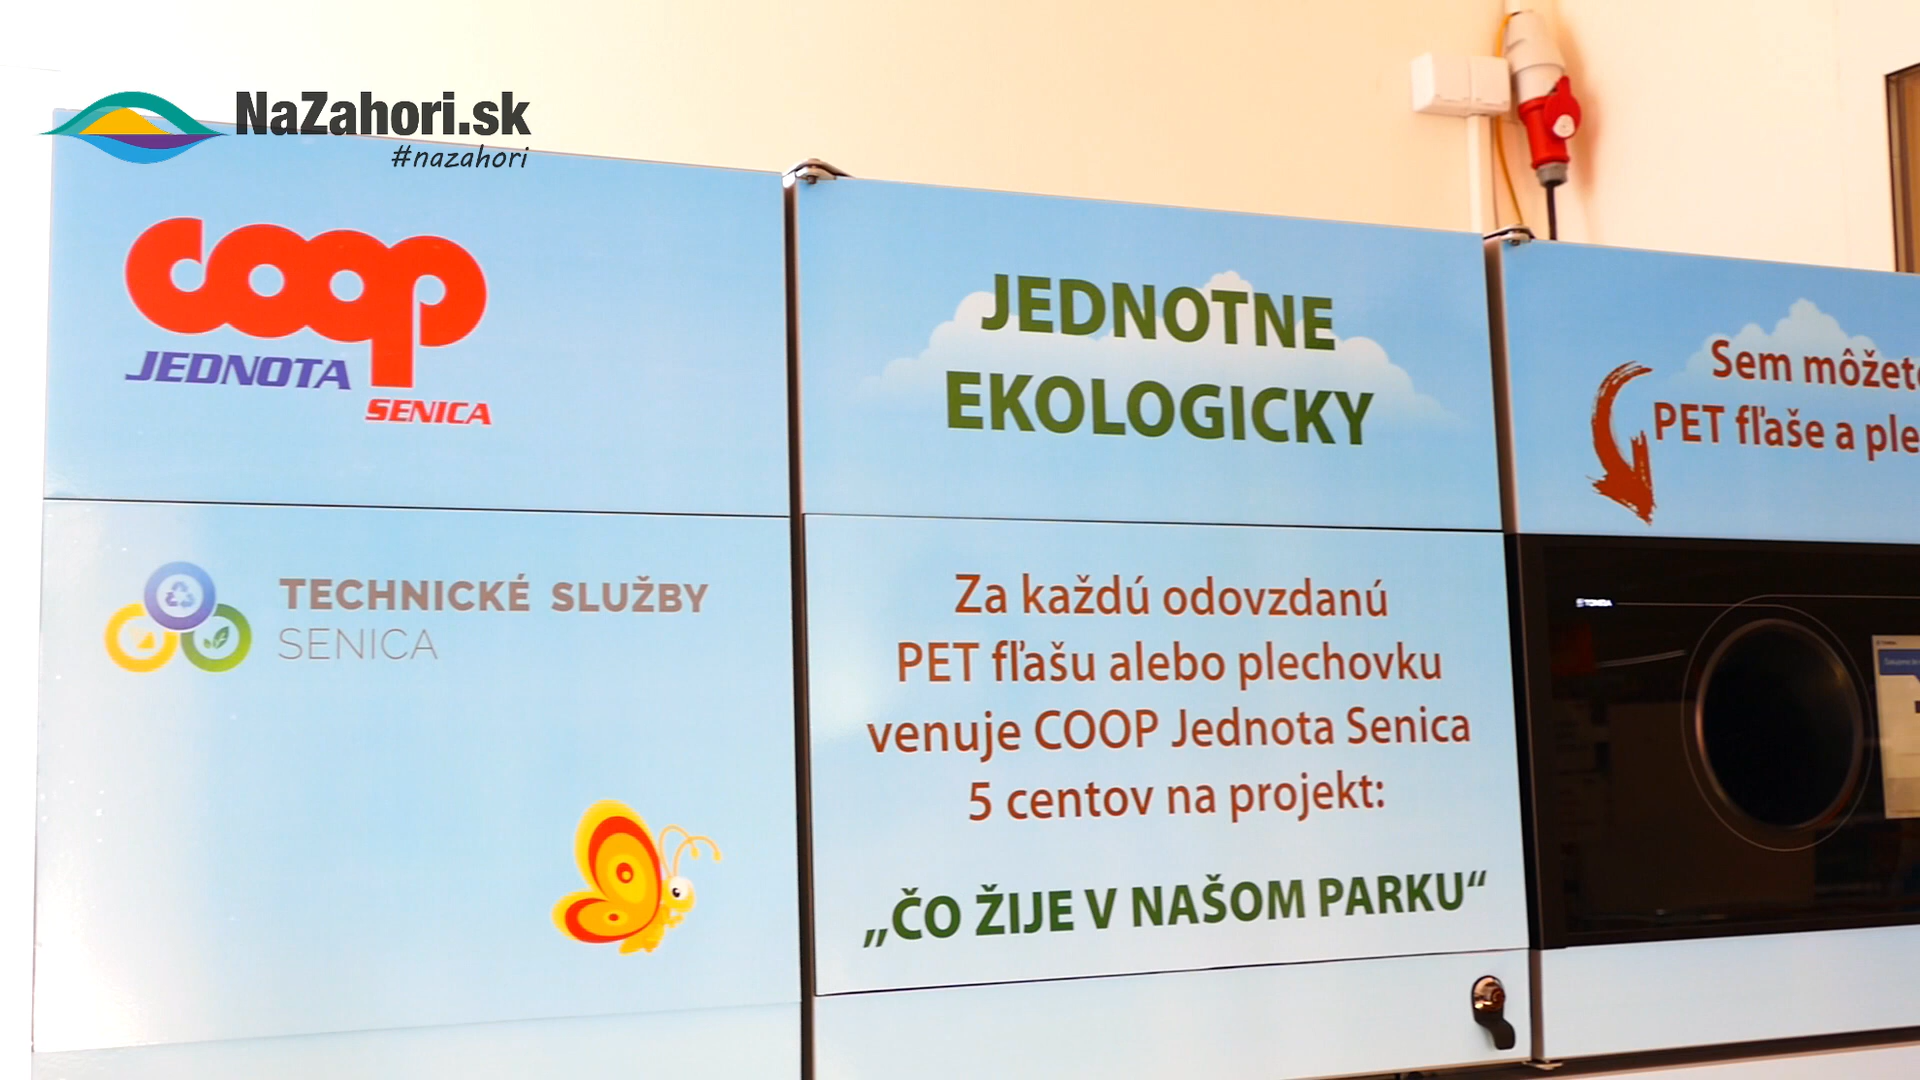 NaZahori.sk
#nazahori
coop
JEDNOTA
SENICA
TECHNICKÉ SLUŽBY
SENICA
JEDNOTNE
EKOLOGICKY
Za každú odovzdanú
PET fľašu alebo plechovku
venuje COOP Jednota Senica
5 centov na projekt:
„ČO ŽIJE V NAŠOM PARKU“
Sem môžete
PET fľaše a ple
TOMRA